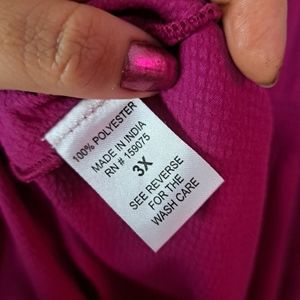 100% POLYESTER
MADE IN INDIA
RN # 159075
3X
SEE REVERSE
FOR THE
WASH CARE